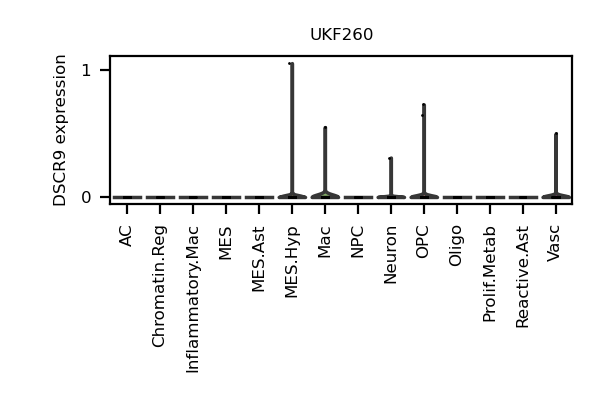 UKF260
DSCR9 expression
1
0
AC
Chromatin.Reg
Inflammatory.Mac
MES
MES.Ast
MES.Hyp
Mac
NPC
Neuron
OPC
Oligo
Prolif.Metab
Reactive.Ast
Vasc